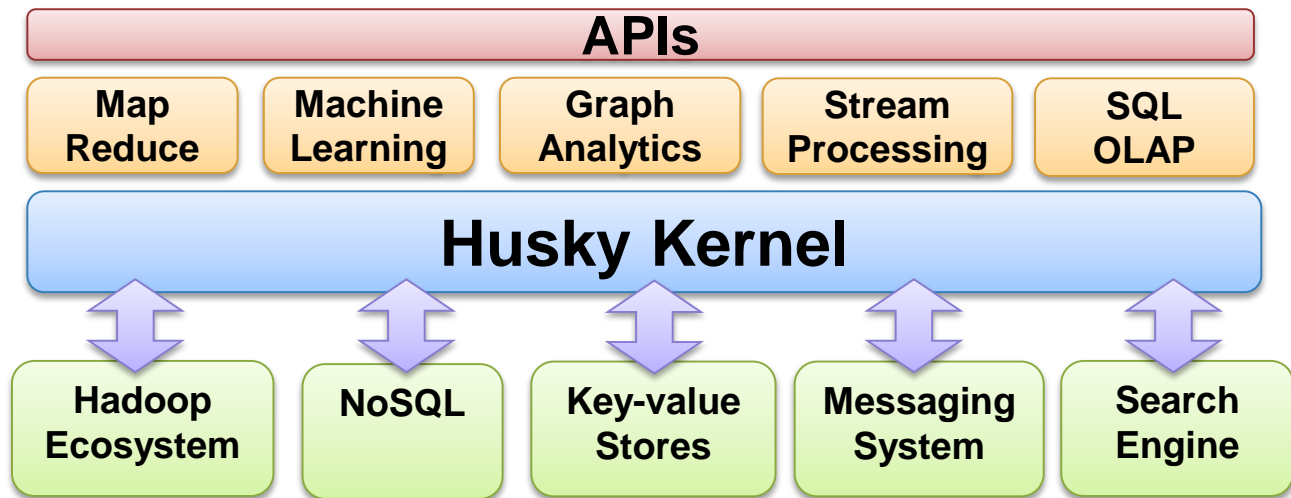 APIs
Map
Reduce
Machine
Learning
Graph
Analytics
Stream
Processing
SQL
OLAP
Husky Kernel
Hadoop
Ecosystem
NoSQL
Key-value
Stores
Messaging
System
Search
Engine